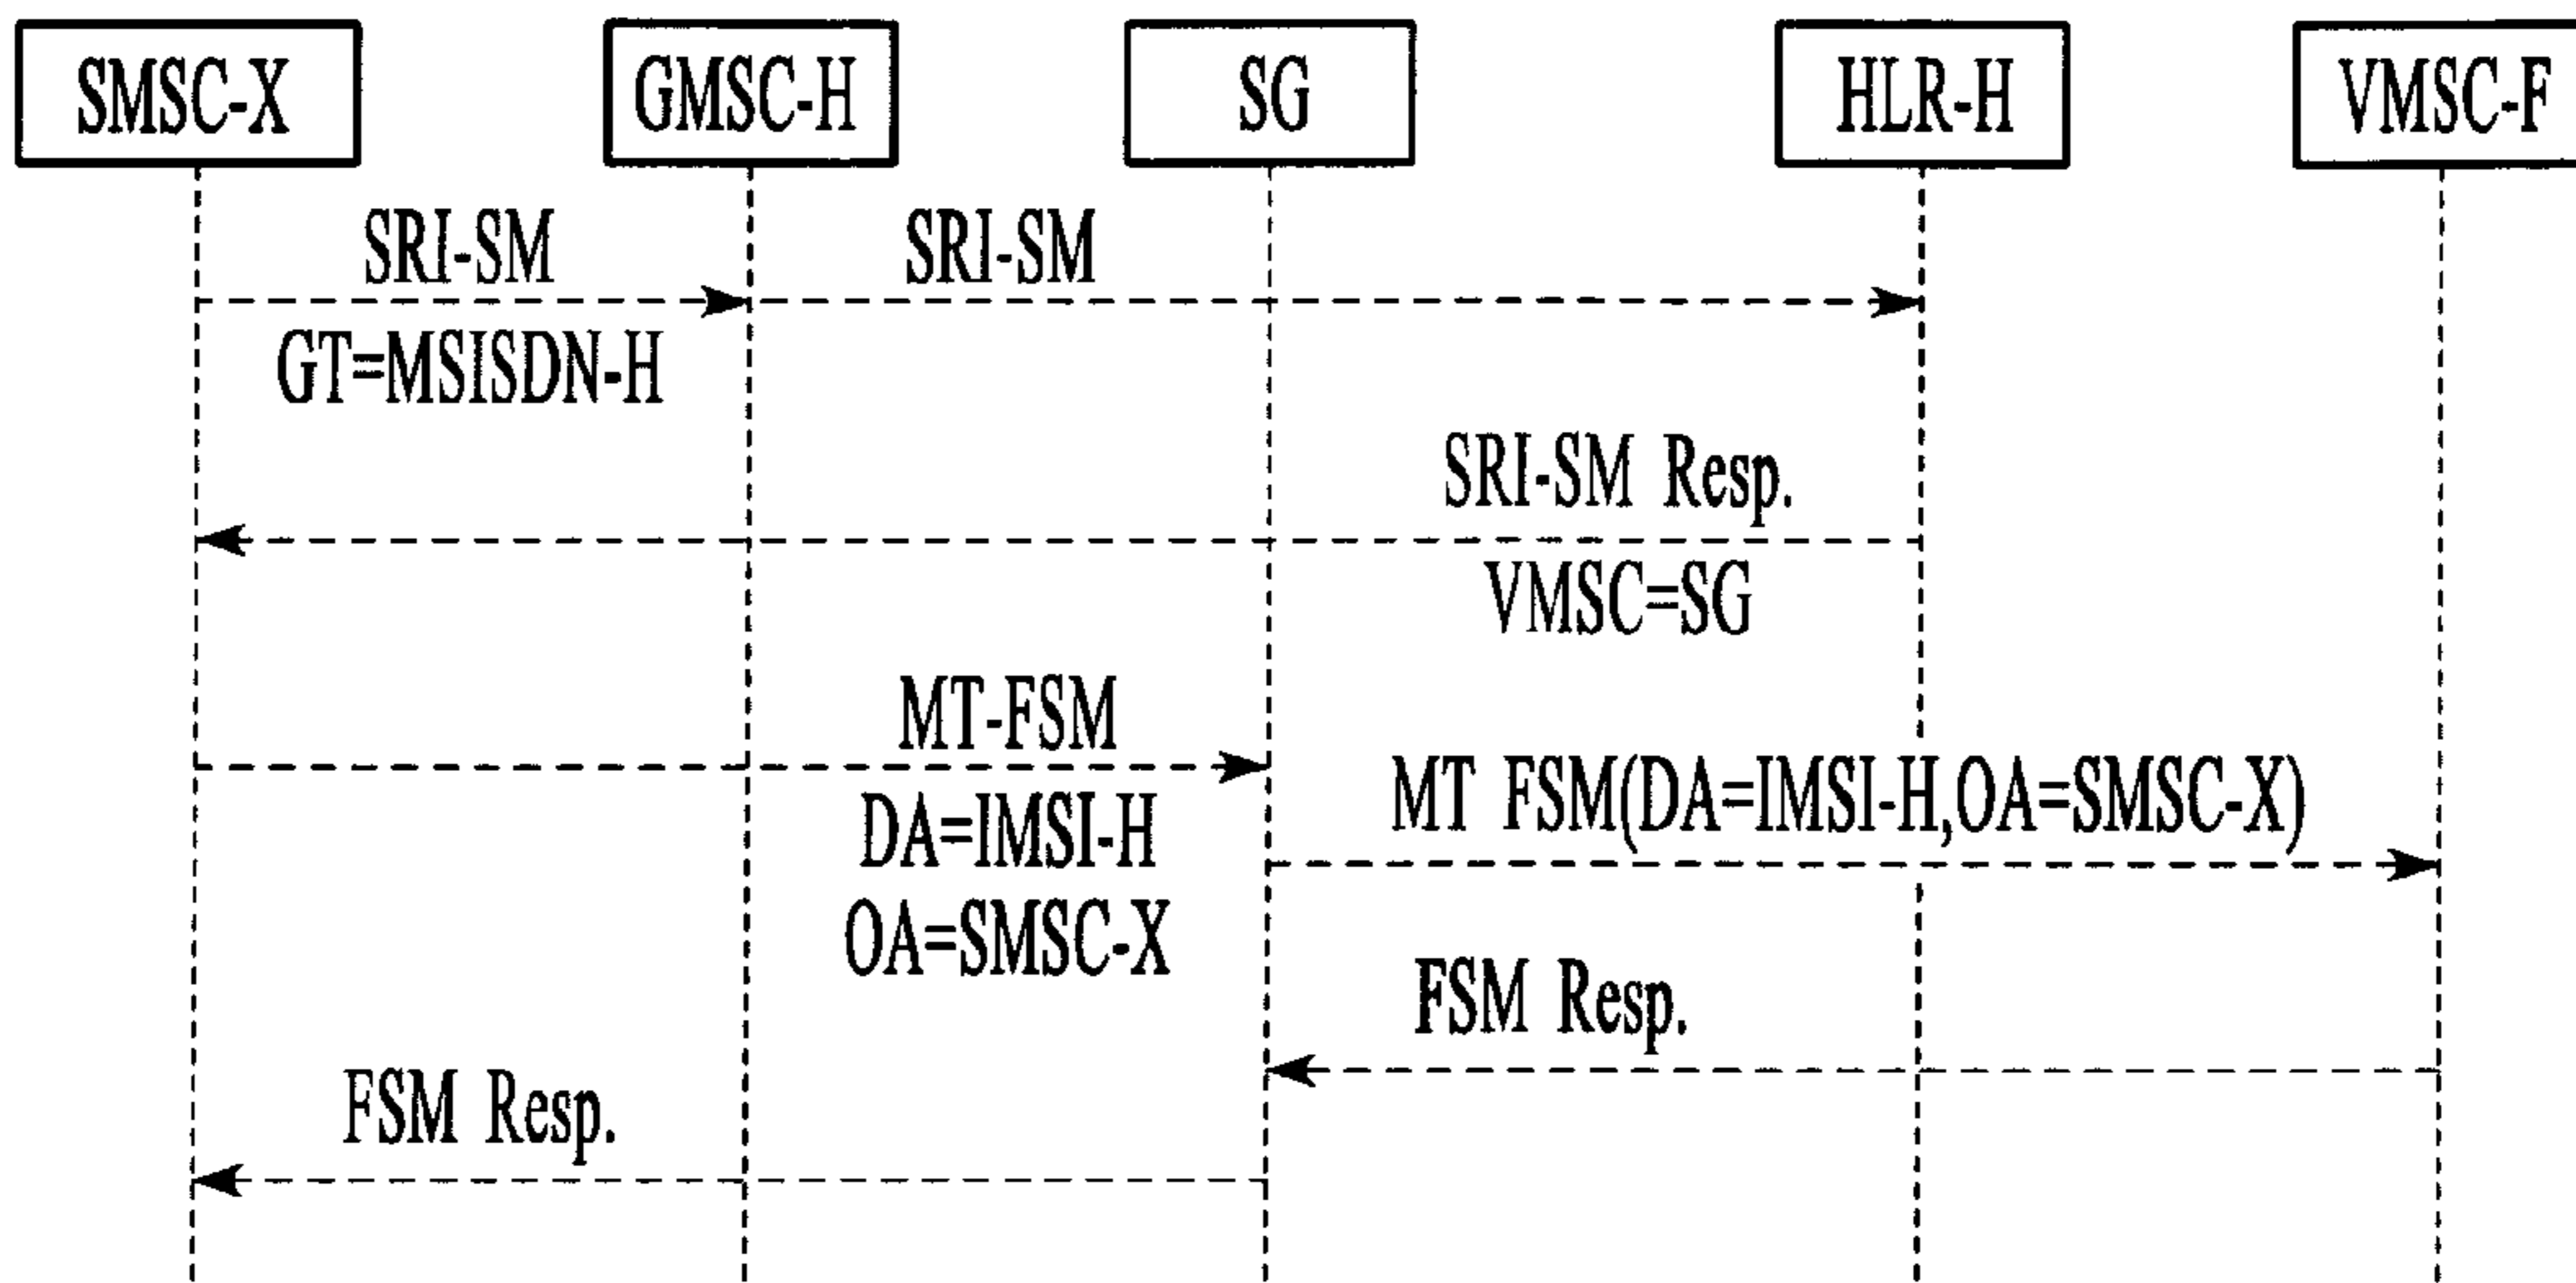 SMSC-X
GMSC-H
SG
HLR-H
VMSC-F
SRI-SM
SRI-SM
GT=MSISDN-H
SRI-SM Resp.
VMSC=SG
MT-FSM
DA=IMSI-H
OA=SMSC-X
MT FSM(DA=IMSI-H,OA=SMSC-X)
FSM Resp.
FSM Resp.